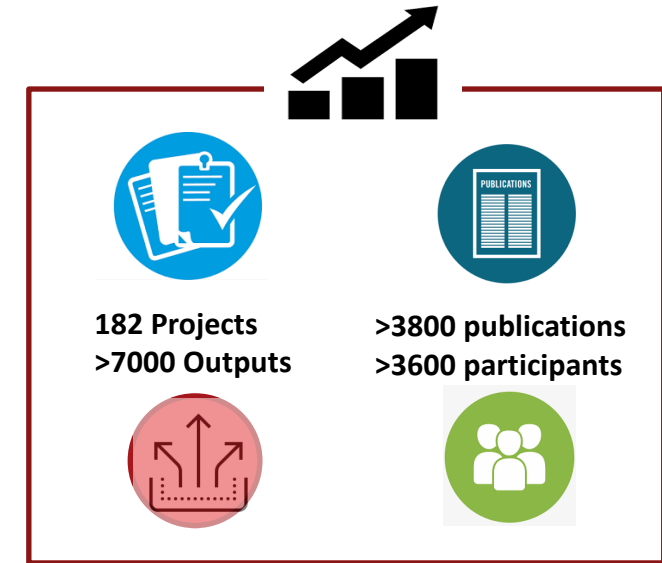 PUBLICATIONS
182 Projects
>7000 Outputs
>3800 publications
>3600 participants